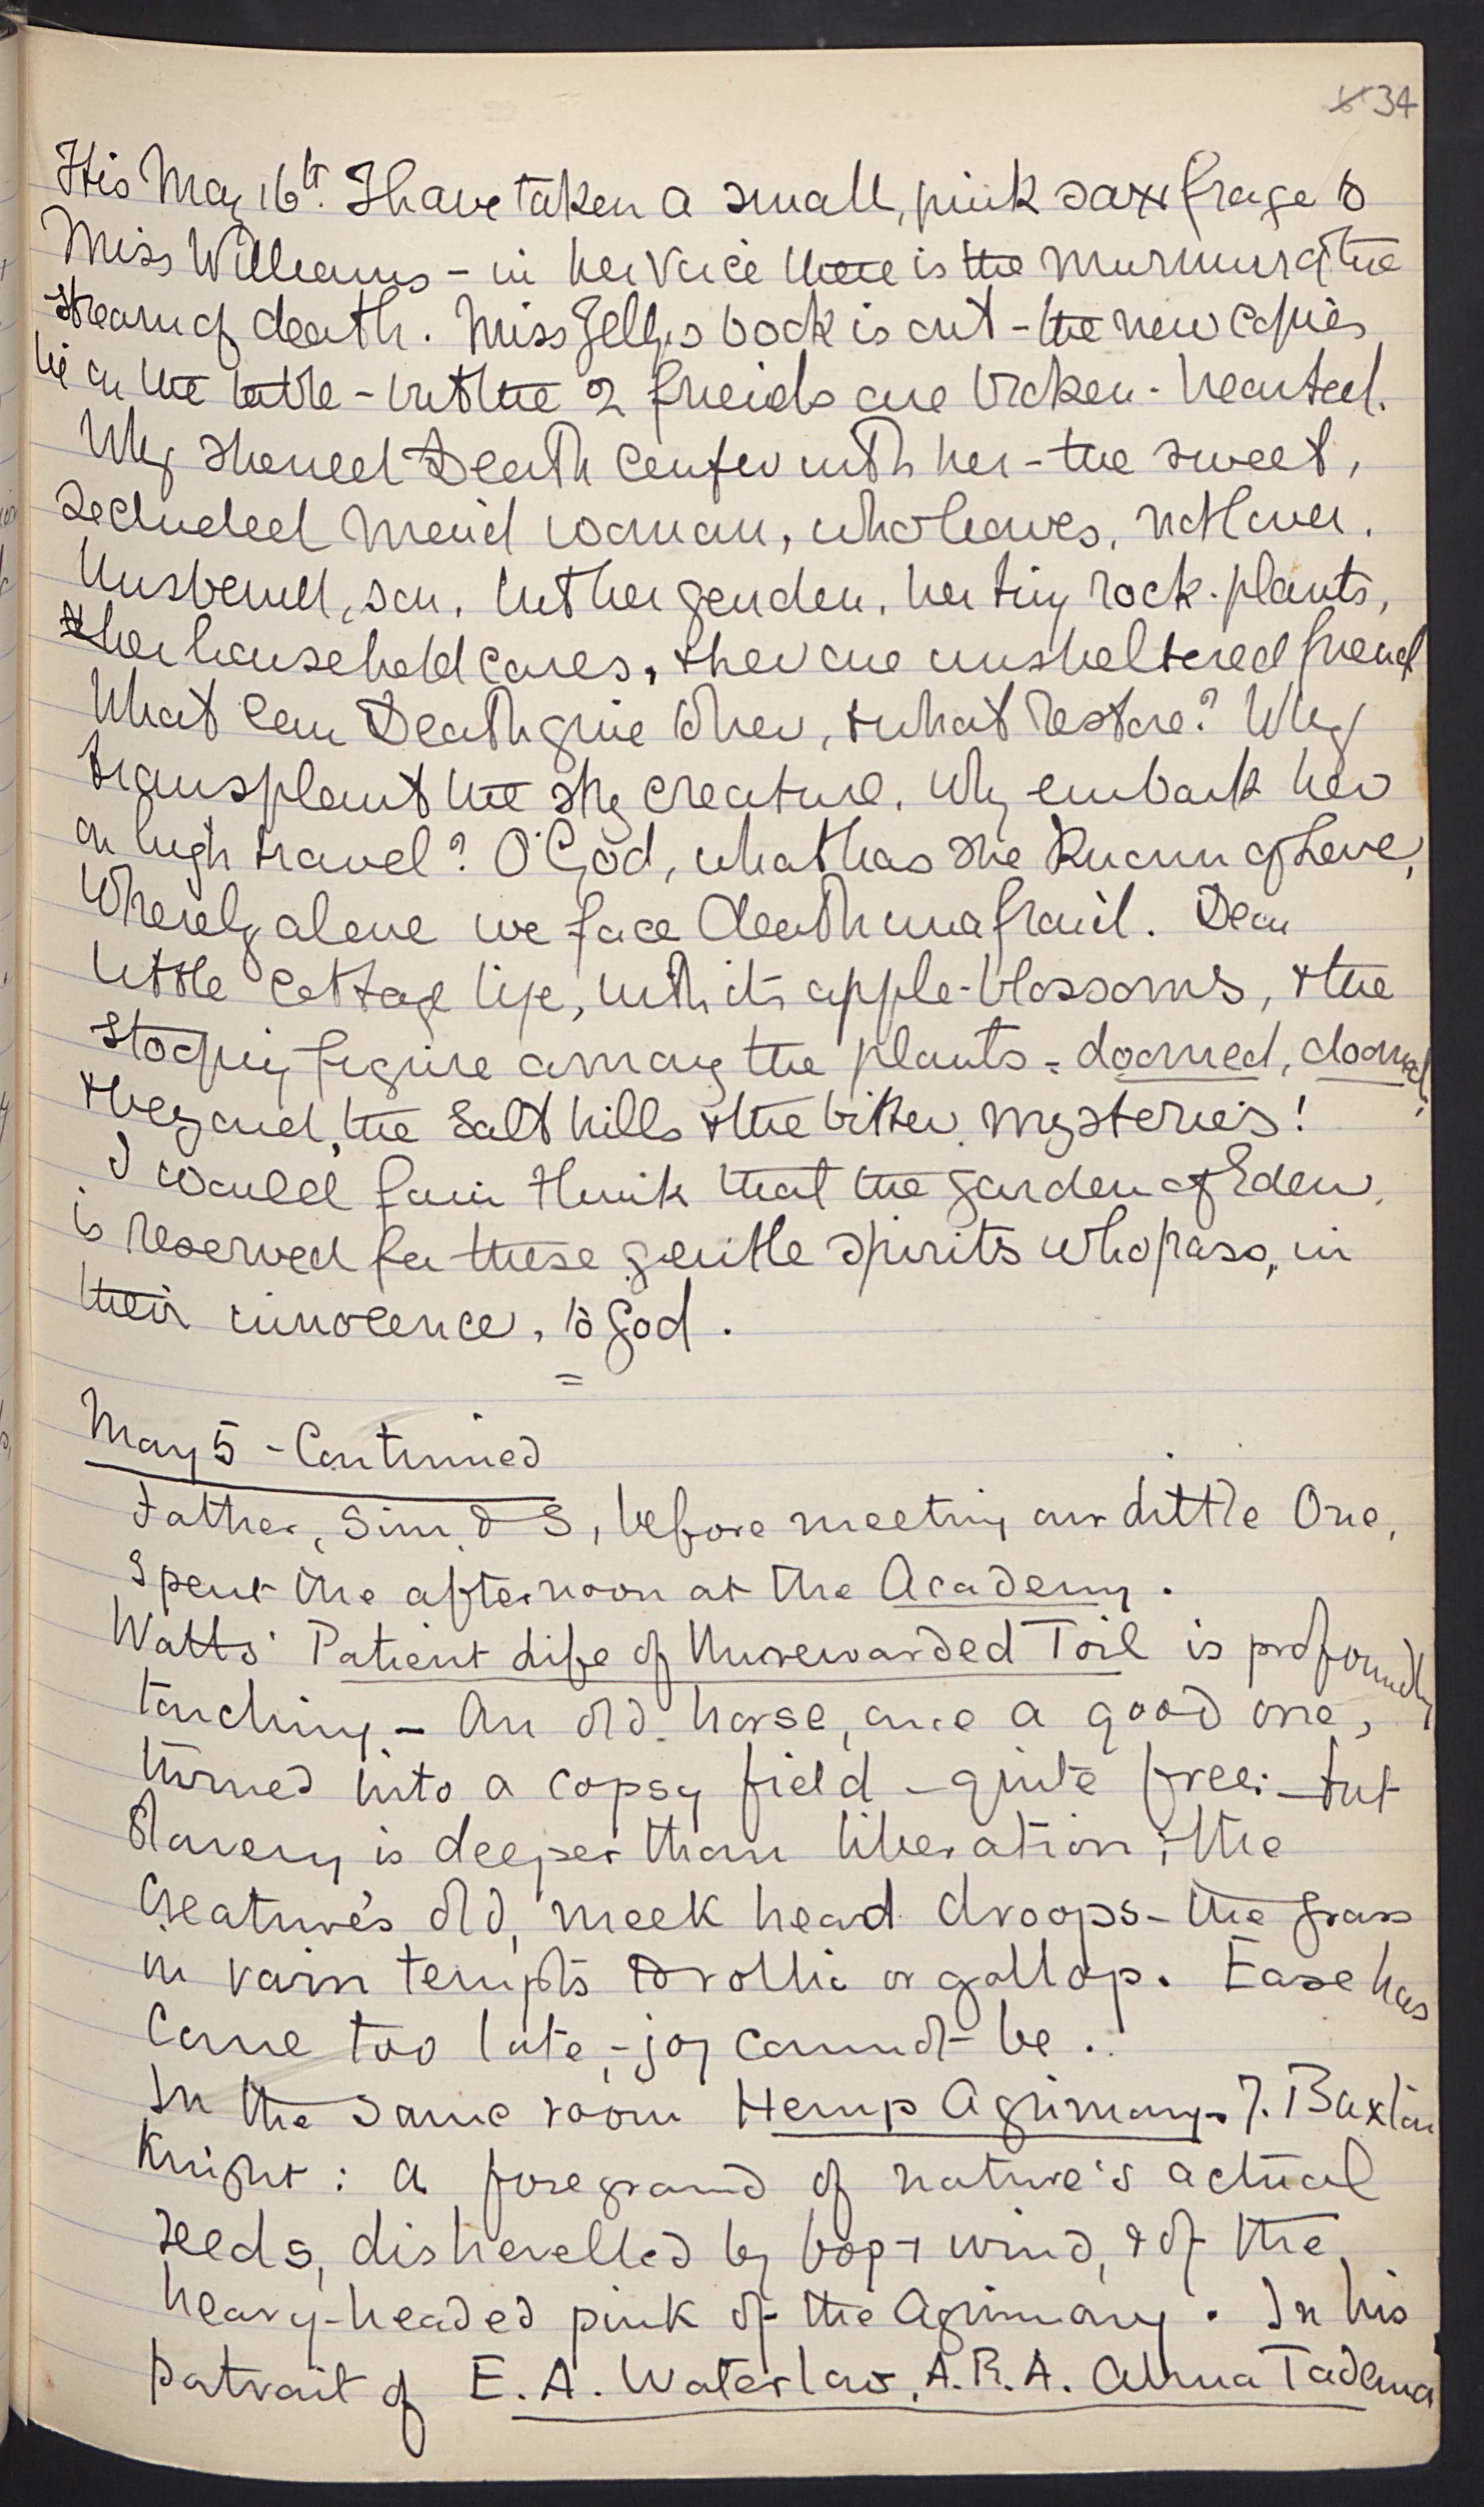 34
It is May 16th. I have taken a small, pink saxifrage to
Miss Williams – in her voice there is the murmur of the
stream of death. Miss Jelly's book is out – the new copies
lie on the table – but the 2 friends are broken-hearted.
Why should Death confer with her – the sweet,
secluded maid woman, who leaves, not lover,
husband, son, but her garden, her tiny rock-plants,
her household cares, & her one unsheltered friend
What can Death give to her, & what restore? Why
transplant the shy creature, why embark her
on high travel? O God, what has she known of Love,
Whereby alone we face death unafraid. Dear
little cottage life, with its apple-blossoms, & the
stooping figure among the plants – doomed, doomed,
& beyond, the salt hills & the bitter mysteries!
I would fain think that the garden of Eden
is reserved for these gentle spirits who pass, in
their innocence, to God.
=
May 5 – Continued
Father, Sim, & S, before meeting our Little One,
spent the afternoon at the Academy.
Watts' Patient Life of Unrewarded Toil is profoundly
touching – An old horse, once a good one,
turned into a copsy field – quite free – but
Slavery is deeper than liberation; the
Creature's old, meek head droops – the grass
in vain tempts to rollic or gallop. Ease has
Come too late, – joy cannot be.
In the same room Hemp Agrimony – J. Buxton
Knight: A foreground of nature's actual
seeds, dishevelled by bop & wind, & of the
heavy-headed pink of the Agrimony. In his
Portrait of E. A. Waterlow, A.R.A. Alma Tadema